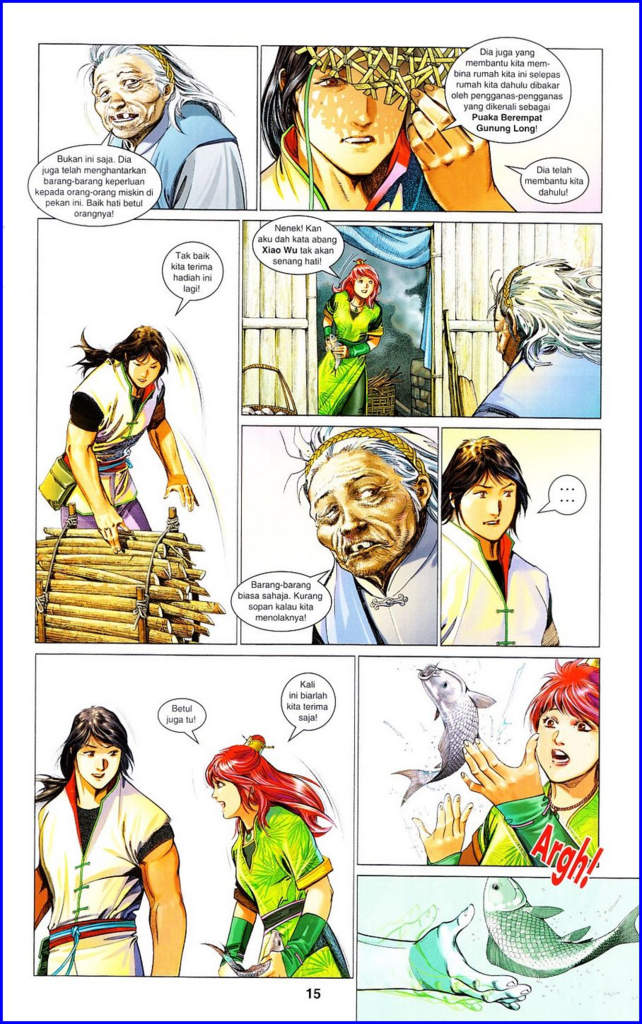 Bukan ini saja. Dia
juga telah menghantarkan
barang-barang keperluan
kepada orang-orang miskin di
pekan ini. Baik hati betul
orangnya!
Dia juga yang
membantu kita mem-
bina rumah kita ini selepas
rumah kita dahulu dibakar
oleh pengganas-pengganas
yang dikenali sebagai
Puaka Berempat
Gunung Long!
Dia telah
membantu kita
dahulu!
Tak baik
kita terima
hadiah ini
lagi!
Nenek! Kan
aku dah kata abang
Xiao Wu tak akan
senang hati!
Barang-barang
biasa sahaja. Kurang
sopan kalau kita
menolaknya!
...
...
Betul
juga tu!
Kali
ini biarlah
kita terima
saja!
Argh!
15